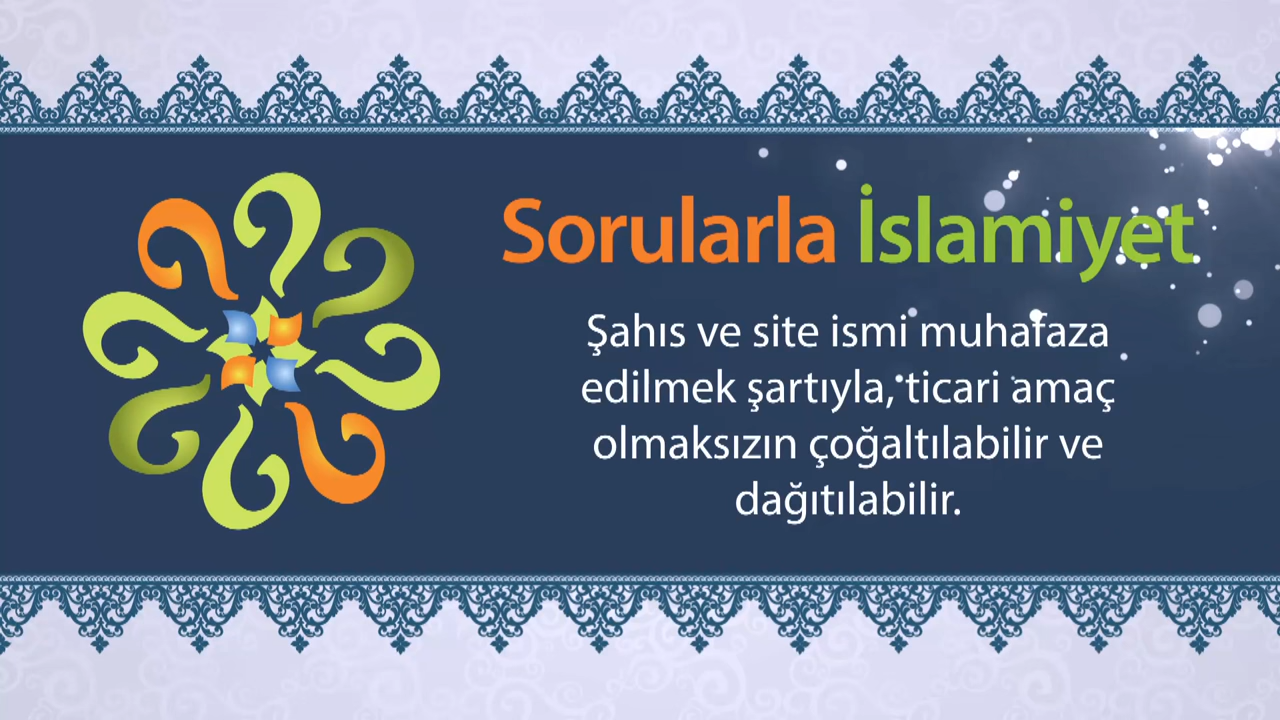 Sorularla İslamiyet
Şahıs ve site ismi muhafaza
edilmek şartıyla, ticari amaç
olmaksızın çoğaltılabilir ve
dağıtılabilir.